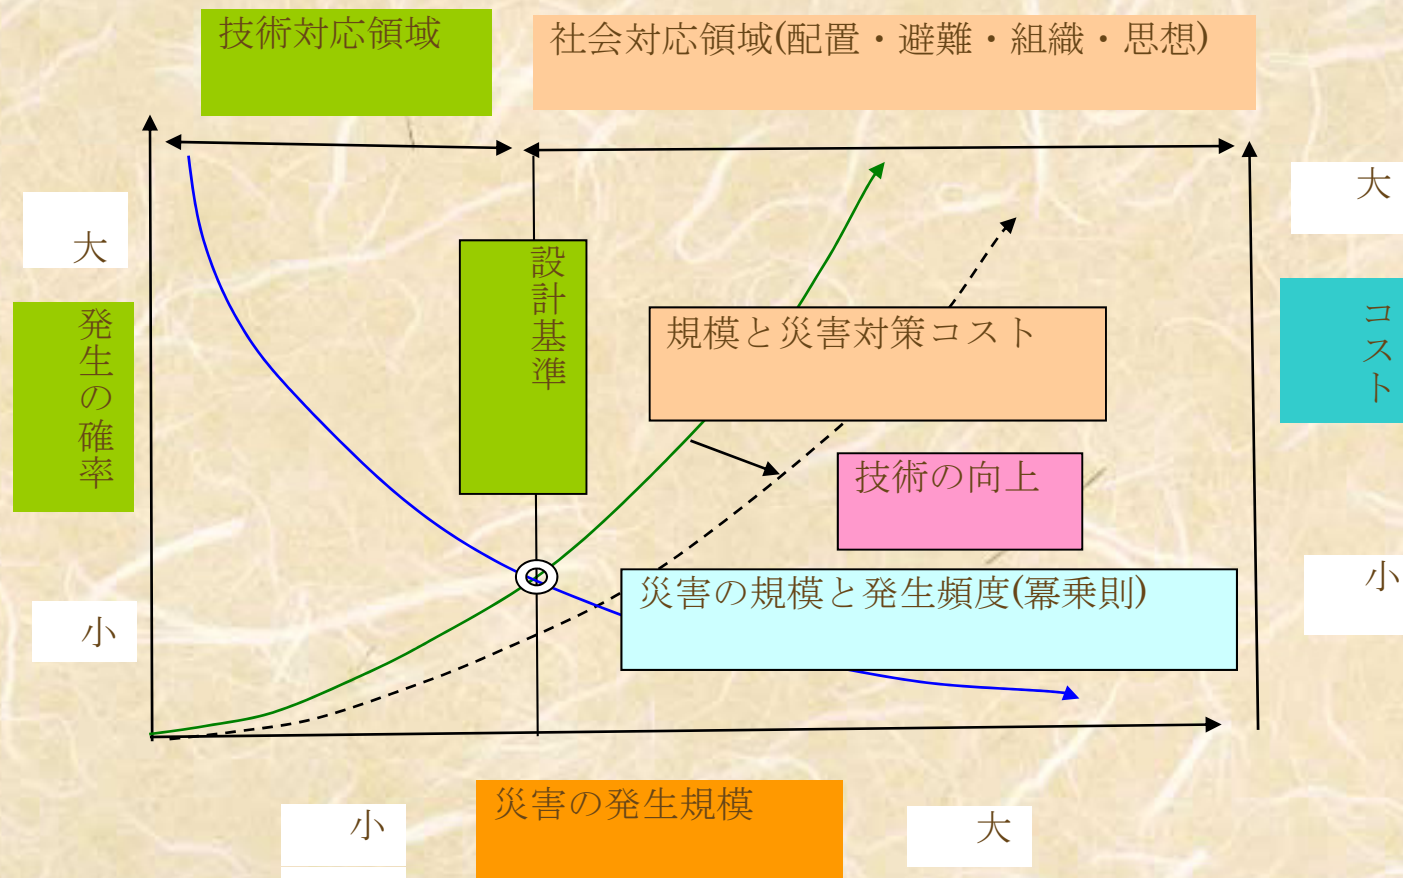 技術対応領域
社会対応領域(配置・避難・組織・思想)
大
大
発生の確率
設計基準
規模と災害対策コスト
コスト
技術の向上
災害の規模と発生頻度(冪乗則)
小
小
災害の発生規模
小
大